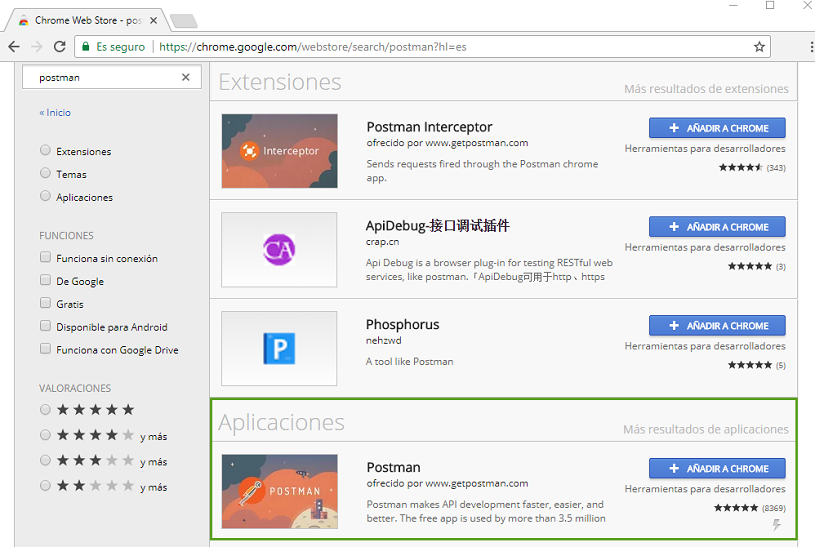 Chrome Web Store - pos
Es seguro
https://chrome.google.com/webstore/search/postman?hl=es
postman
« Inicio
Extensiones
Temas
Aplicaciones
FUNCIONES
Funciona sin conexión
De Google
Gratis
Disponible para Android
Funciona con Google Drive
VALORACIONES
y más
y más
y más
Extensiones
Más resultados de extensiones
Interceptor
Postman Interceptor
ofrecido por www.getpostman.com
Sends requests fired through the Postman chrome
app.
AÑADIR A CHROME
Herramientas para desarrolladores
(343)
CA
ApiDebug-接口调试插件
crap.cn
Api Debug is a browser plug-in for testing RESTful web
services, like postman.「ApiDebug可用于http、https
AÑADIR A CHROME
Herramientas para desarrolladores
(3)
P
Phosphorus
nehzwd
A tool like Postman
AÑADIR A CHROME
Herramientas para desarrolladores
(5)
Aplicaciones
Más resultados de aplicaciones
POSTMAN
Postman
ofrecido por www.getpostman.com
Postman makes API development faster, easier, and
better. The free app is used by more than 3.5 million
AÑADIR A CHROME
Herramientas para desarrolladores
(8369)